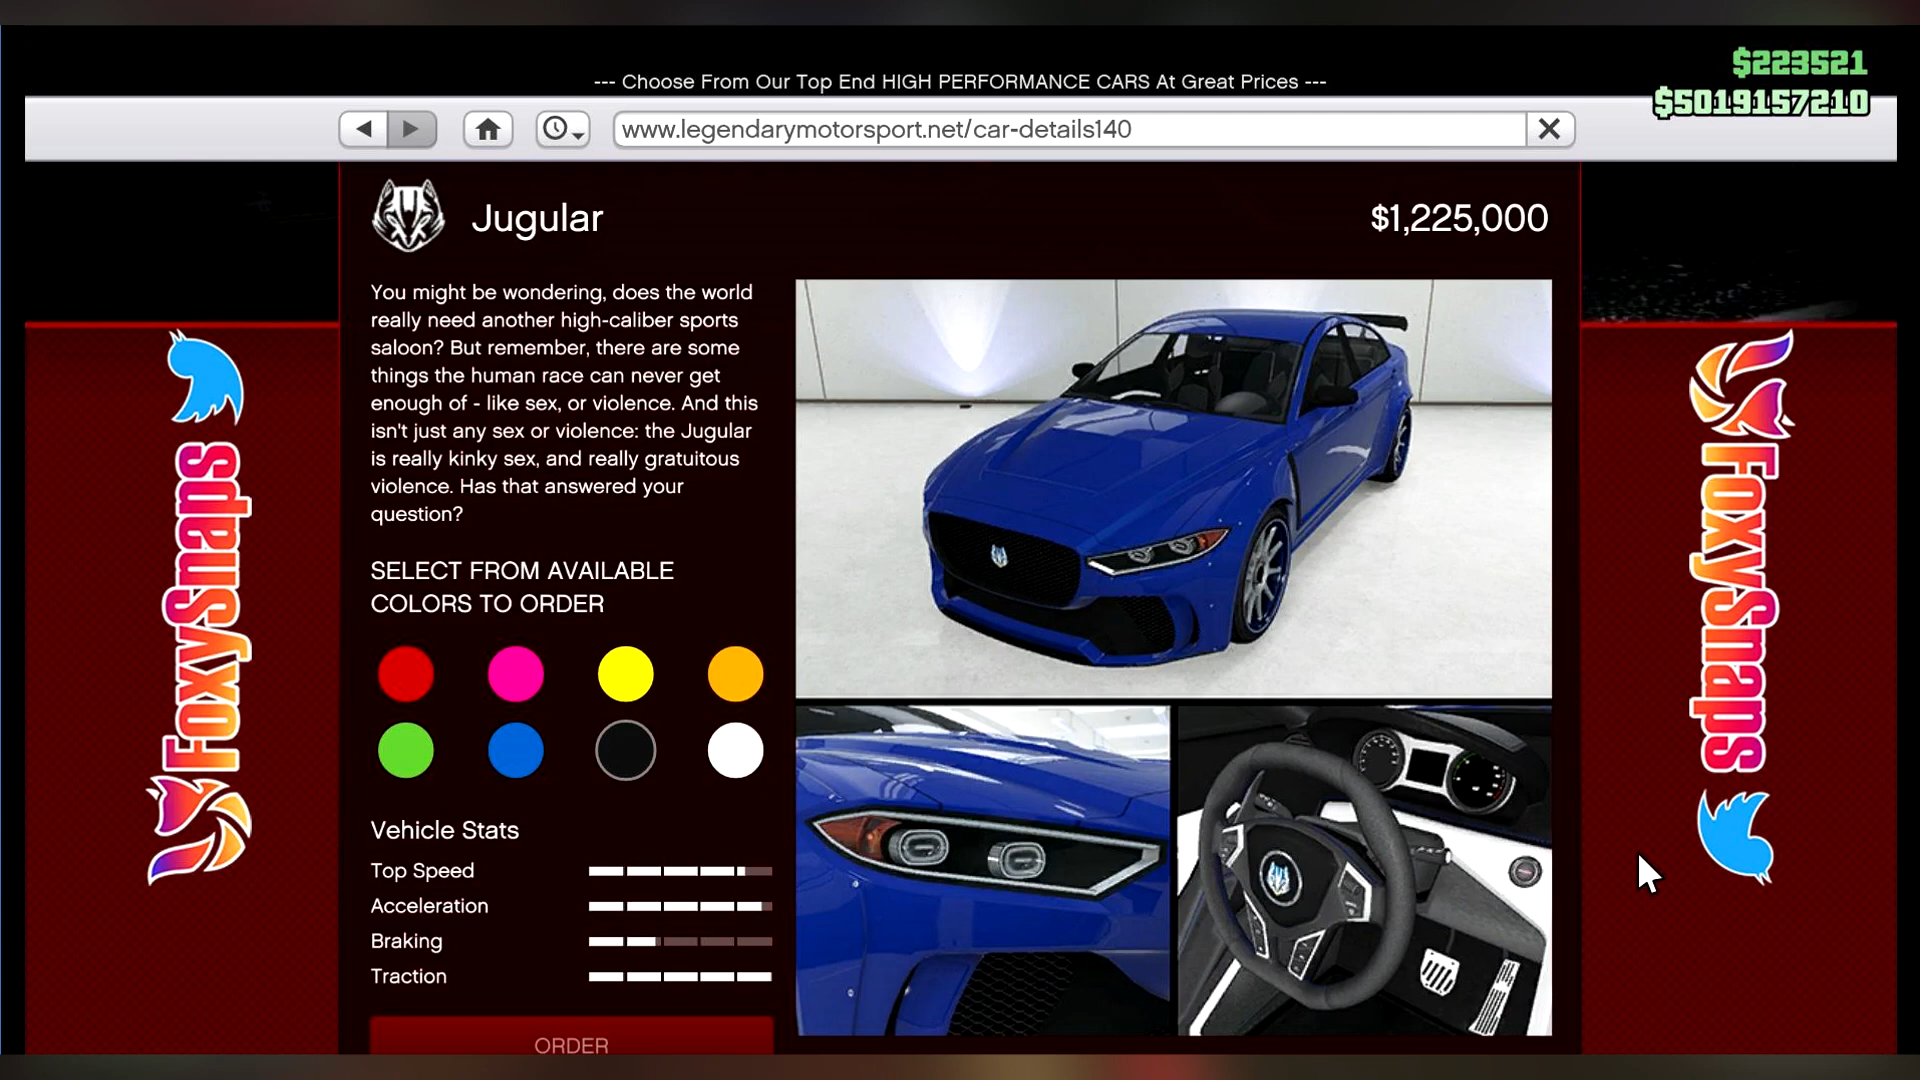 --- Choose From Our Top End HIGH PERFORMANCE CARS At Great Prices ---
$223521
$5019157210
www.legendarymotorsport.net/car-details140
Jugular
$1,225,000
You might be wondering, does the world
really need another high-caliber sports
saloon? But remember, there are some
things the human race can never get
enough of - like sex, or violence. And this
isn't just any sex or violence: the Jugular
is really kinky sex, and really gratuitous
violence. Has that answered your
question?
SELECT FROM AVAILABLE
COLORS TO ORDER
Vehicle Stats
Top Speed
Acceleration
Braking
Traction
ORDER
FoxySnaps
FoxySnaps